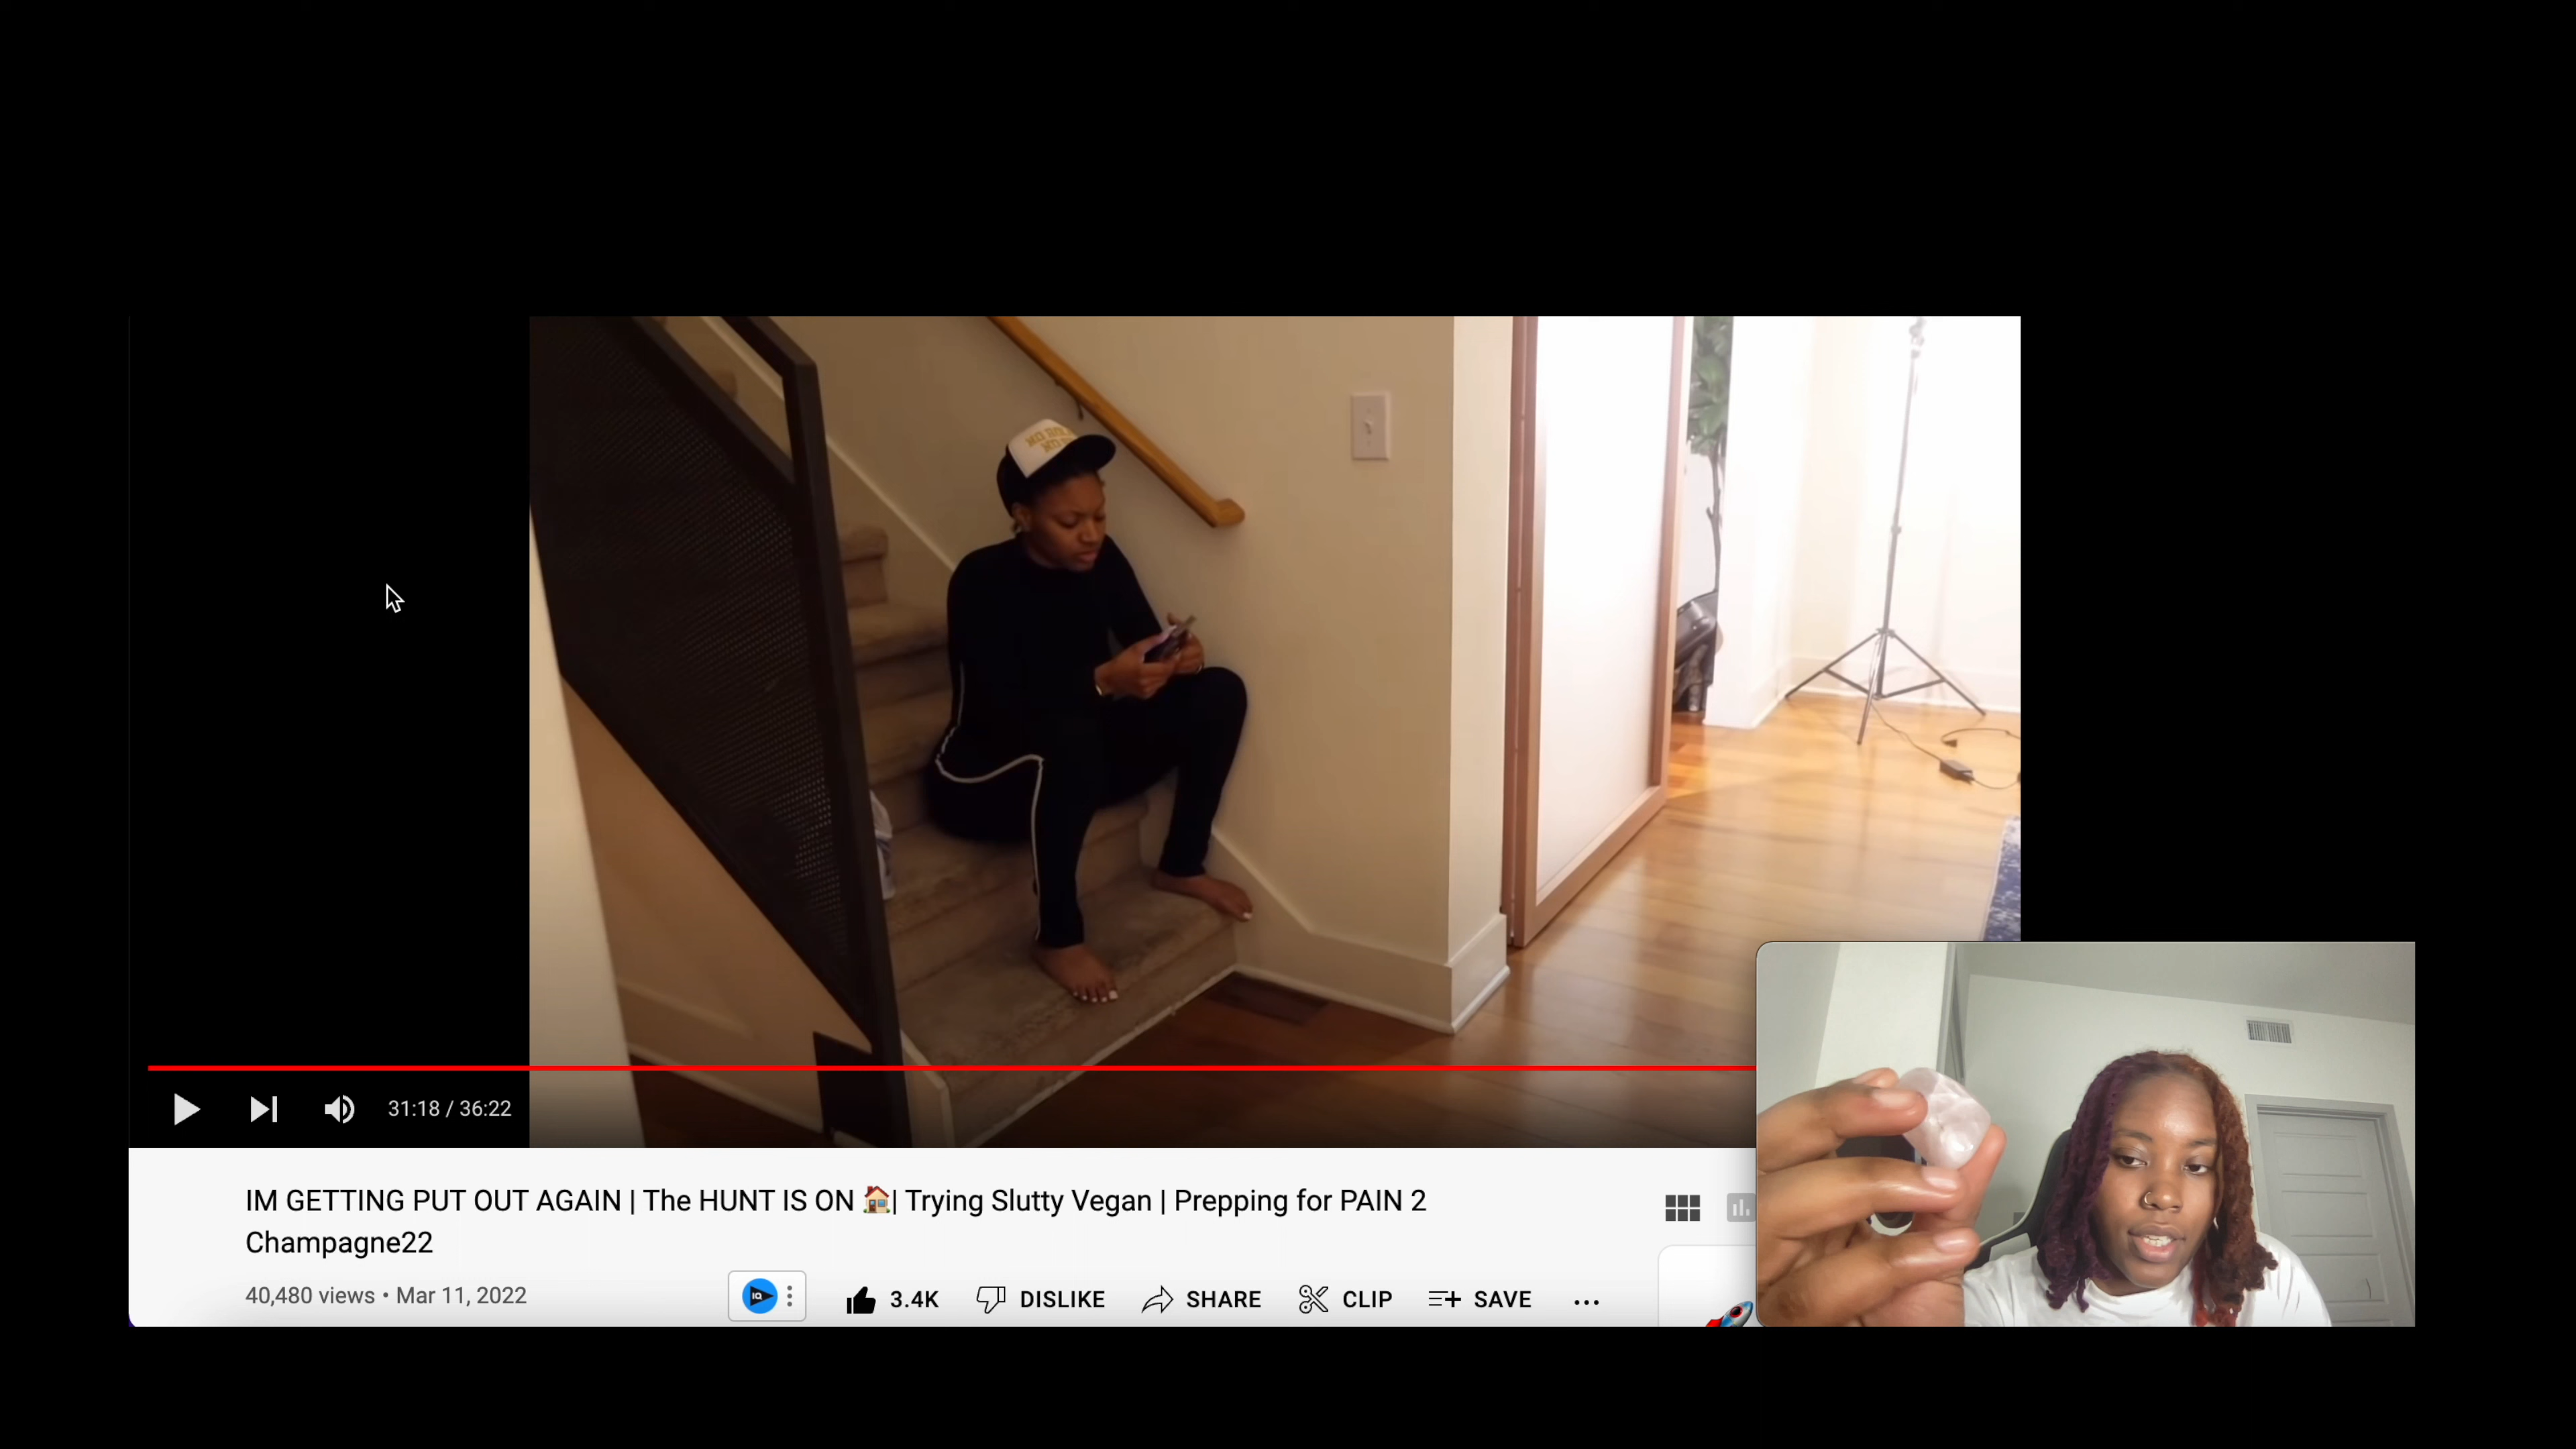 31:18 / 36:22
IM GETTING PUT OUT AGAIN | The HUNT IS ON 🏠| Trying Slutty Vegan | Prepping for PAIN 2
Champagne22
40,480 views • Mar 11, 2022
IQ
3.4K
DISLIKE
SHARE
CLIP
SAVE